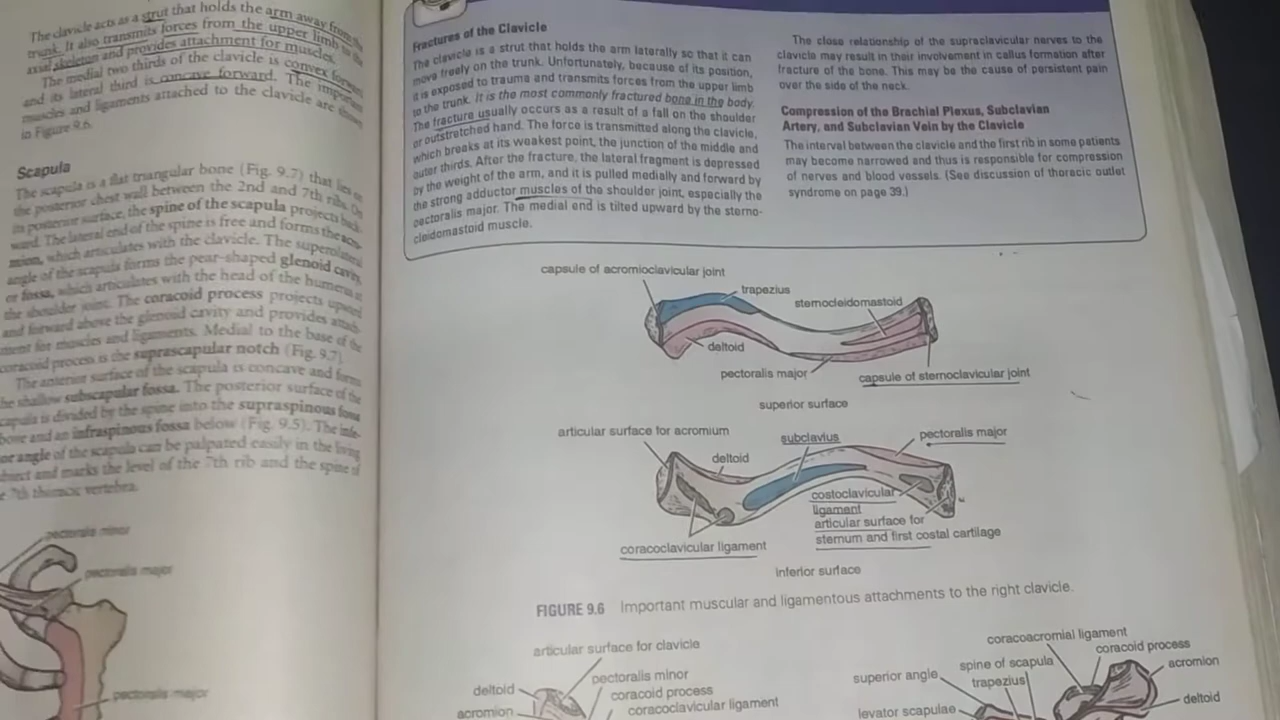 The clavicle acts as a strut that holds the arm away from the
trunk. It also transmits forces from the upper limb to the
axial skeleton and provides attachment for muscles.
The medial two thirds of the clavicle is convex forward
and its lateral third is concave forward. The important
muscles and ligaments attached to the clavicle are shown
in Figure 9.6.
Scapula
The scapula is a flat triangular bone (Fig. 9.7) that lies on
the posterior chest wall between the 2nd and 7th ribs. On
its posterior surface, the spine of the scapula projects back-
ward. The lateral end of the spine is free and forms the acro-
mion, which articulates with the clavicle. The superolateral
angle of the scapula forms the pear-shaped glenoid cavity,
or fossa, which articulates with the head of the humerus at
the shoulder joint. The coracoid process projects upward
and forward above the glenoid cavity and provides attach-
ment for muscles and ligaments. Medial to the base of the
coracoid process is the suprascapular notch (Fig. 9.7).
The anterior surface of the scapula is concave and forms
he shallow subscapular fossa. The posterior surface of the
capula is divided by the spine into the supraspinous fossa
bove and an infraspinous fossa below (Fig. 9.5). The infe-
or angle of the scapula can be palpated easily in the living
bject and marks the level of the 7th rib and the spine of
e 7th thoracic vertebra.
pectoralis minor
pectoralis major
pectoralis major
Fractures of the Clavicle
The clavicle is a strut that holds the arm laterally so that it can
move freely on the trunk. Unfortunately, because of its position,
it is exposed to trauma and transmits forces from the upper limb
to the trunk. It is the most commonly fractured bone in the body.
The fracture usually occurs as a result of a fall on the shoulder
or outstretched hand. The force is transmitted along the clavicle,
which breaks at its weakest point, the junction of the middle and
outer thirds. After the fracture, the lateral fragment is depressed
by the weight of the arm, and it is pulled medially and forward by
the strong adductor muscles of the shoulder joint, especially the
pectoralis major. The medial end is tilted upward by the sterno-
cleidomastoid muscle.
The close relationship of the supraclavicular nerves to the
clavicle may result in their involvement in callus formation after
fracture of the bone. This may be the cause of persistent pain
over the side of the neck.
Compression of the Brachial Plexus, Subclavian
Artery, and Subclavian Vein by the Clavicle
The interval between the clavicle and the first rib in some patients
may become narrowed and thus is responsible for compression
of nerves and blood vessels. (See discussion of thoracic outlet
syndrome on page 39.)
capsule of acromioclavicular joint
trapezius
sternocleidomastoid
deltoid
pectoralis major
capsule of sternoclavicular joint
superior surface
articular surface for acromium
subclavius
pectoralis major
deltoid
costoclavicular
ligament
articular surface for
sternum and first costal cartilage
coracoclavicular ligament
inferior surface
FIGURE 9.6 Important muscular and ligamentous attachments to the right clavicle.
articular surface for clavicle
pectoralis minor
deltoid
coracoid process
acromion
coracoclavicular ligament
coracoacromial ligament
coracoid process
spine of scapula
acromion
superior angle
trapezius
deltoid
levator scapulae